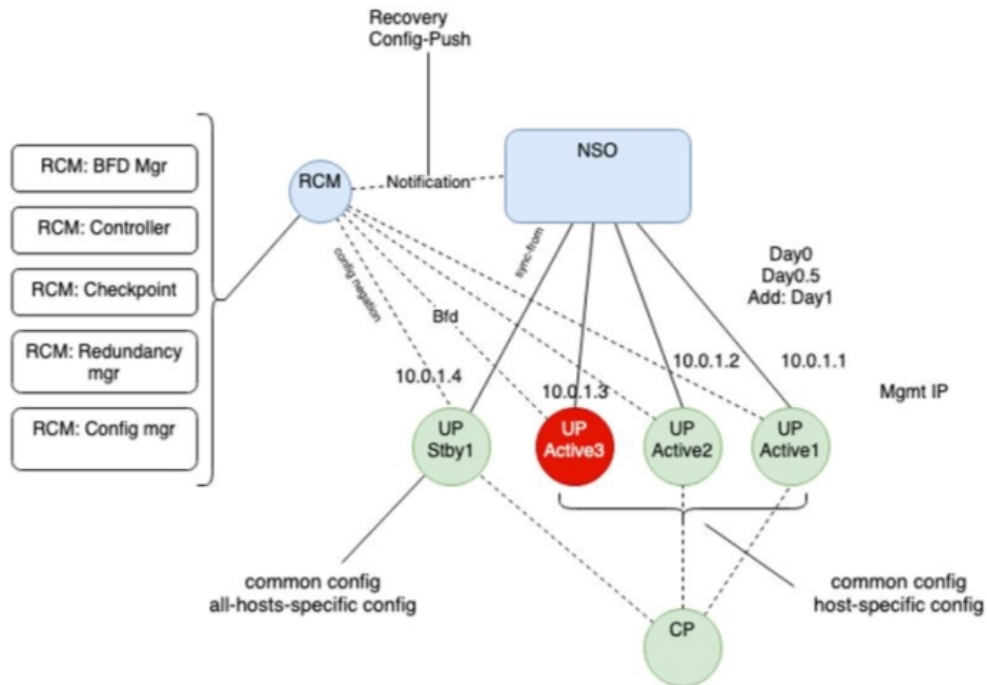 Recovery
Config-Push
NSO
RCM: BFD Mgr
RCM
Notification
RCM: Controller
sync-from
config negation
Day0
Day0.5
Add: Day1
RCM: Checkpoint
Bfd
RCM: Redundancy
mgr
10.0.1.4
10.0.1.3
10.0.1.2
10.0.1.1
Mgmt IP
RCM: Config mgr
UP
Stby1
UP
Active3
UP
Active2
UP
Active1
common config
all-hosts-specific config
common config
host-specific config
CP